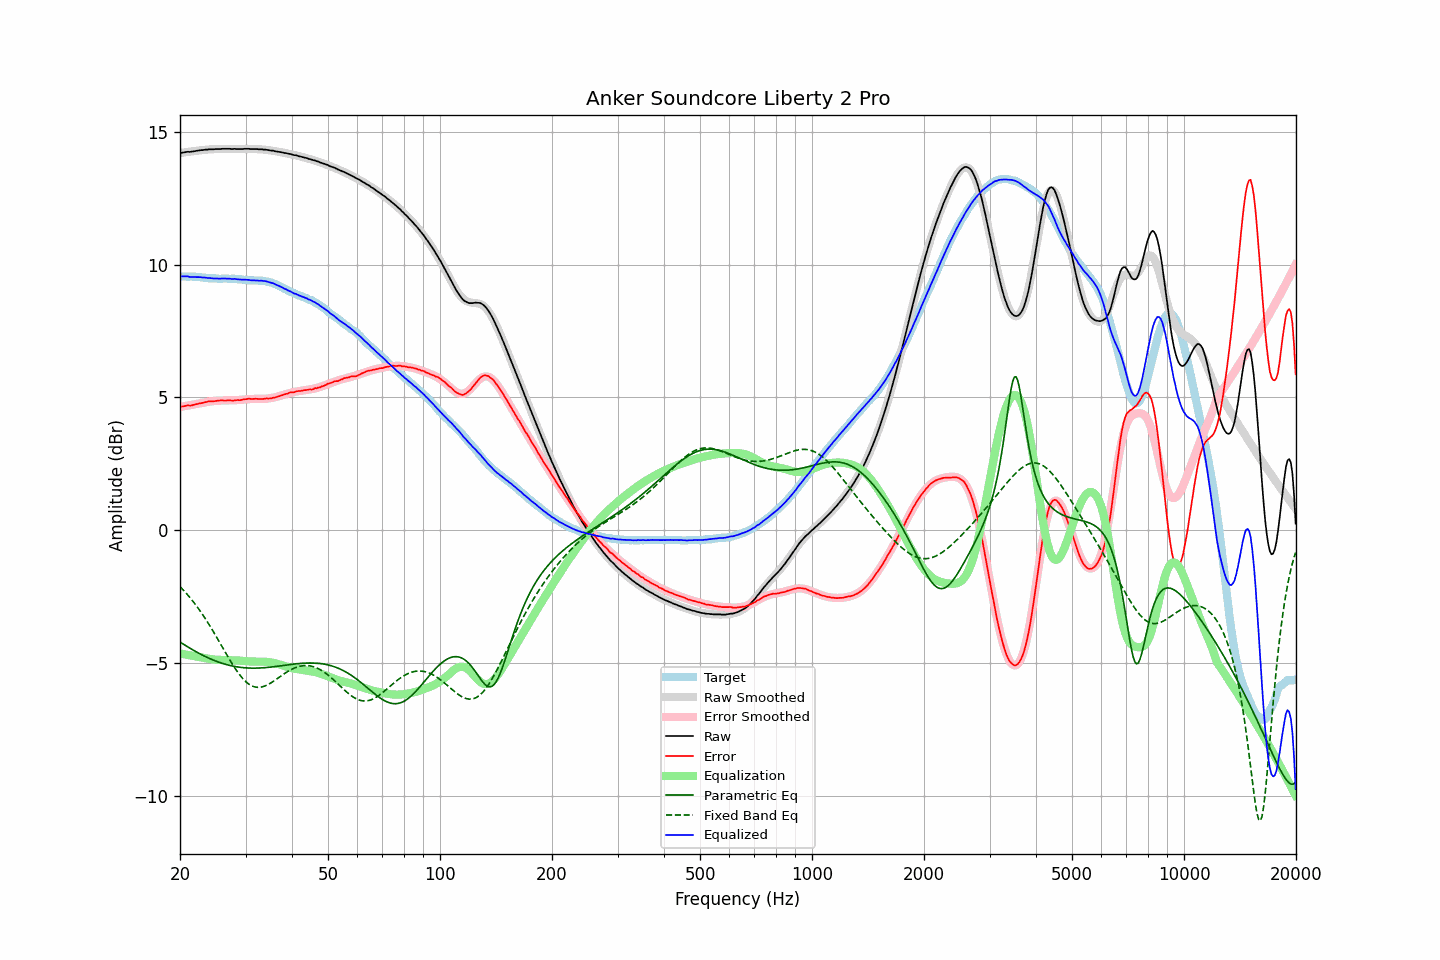 Anker Soundcore Liberty 2 Pro
15
10
5
0
−5
−10
Amplitude (dBr)
Target
Raw Smoothed
Error Smoothed
Raw
Error
Equalization
Parametric Eq
Fixed Band Eq
Equalized
20 50 100 200 500 1000 2000 5000 10000 20000
Frequency (Hz)